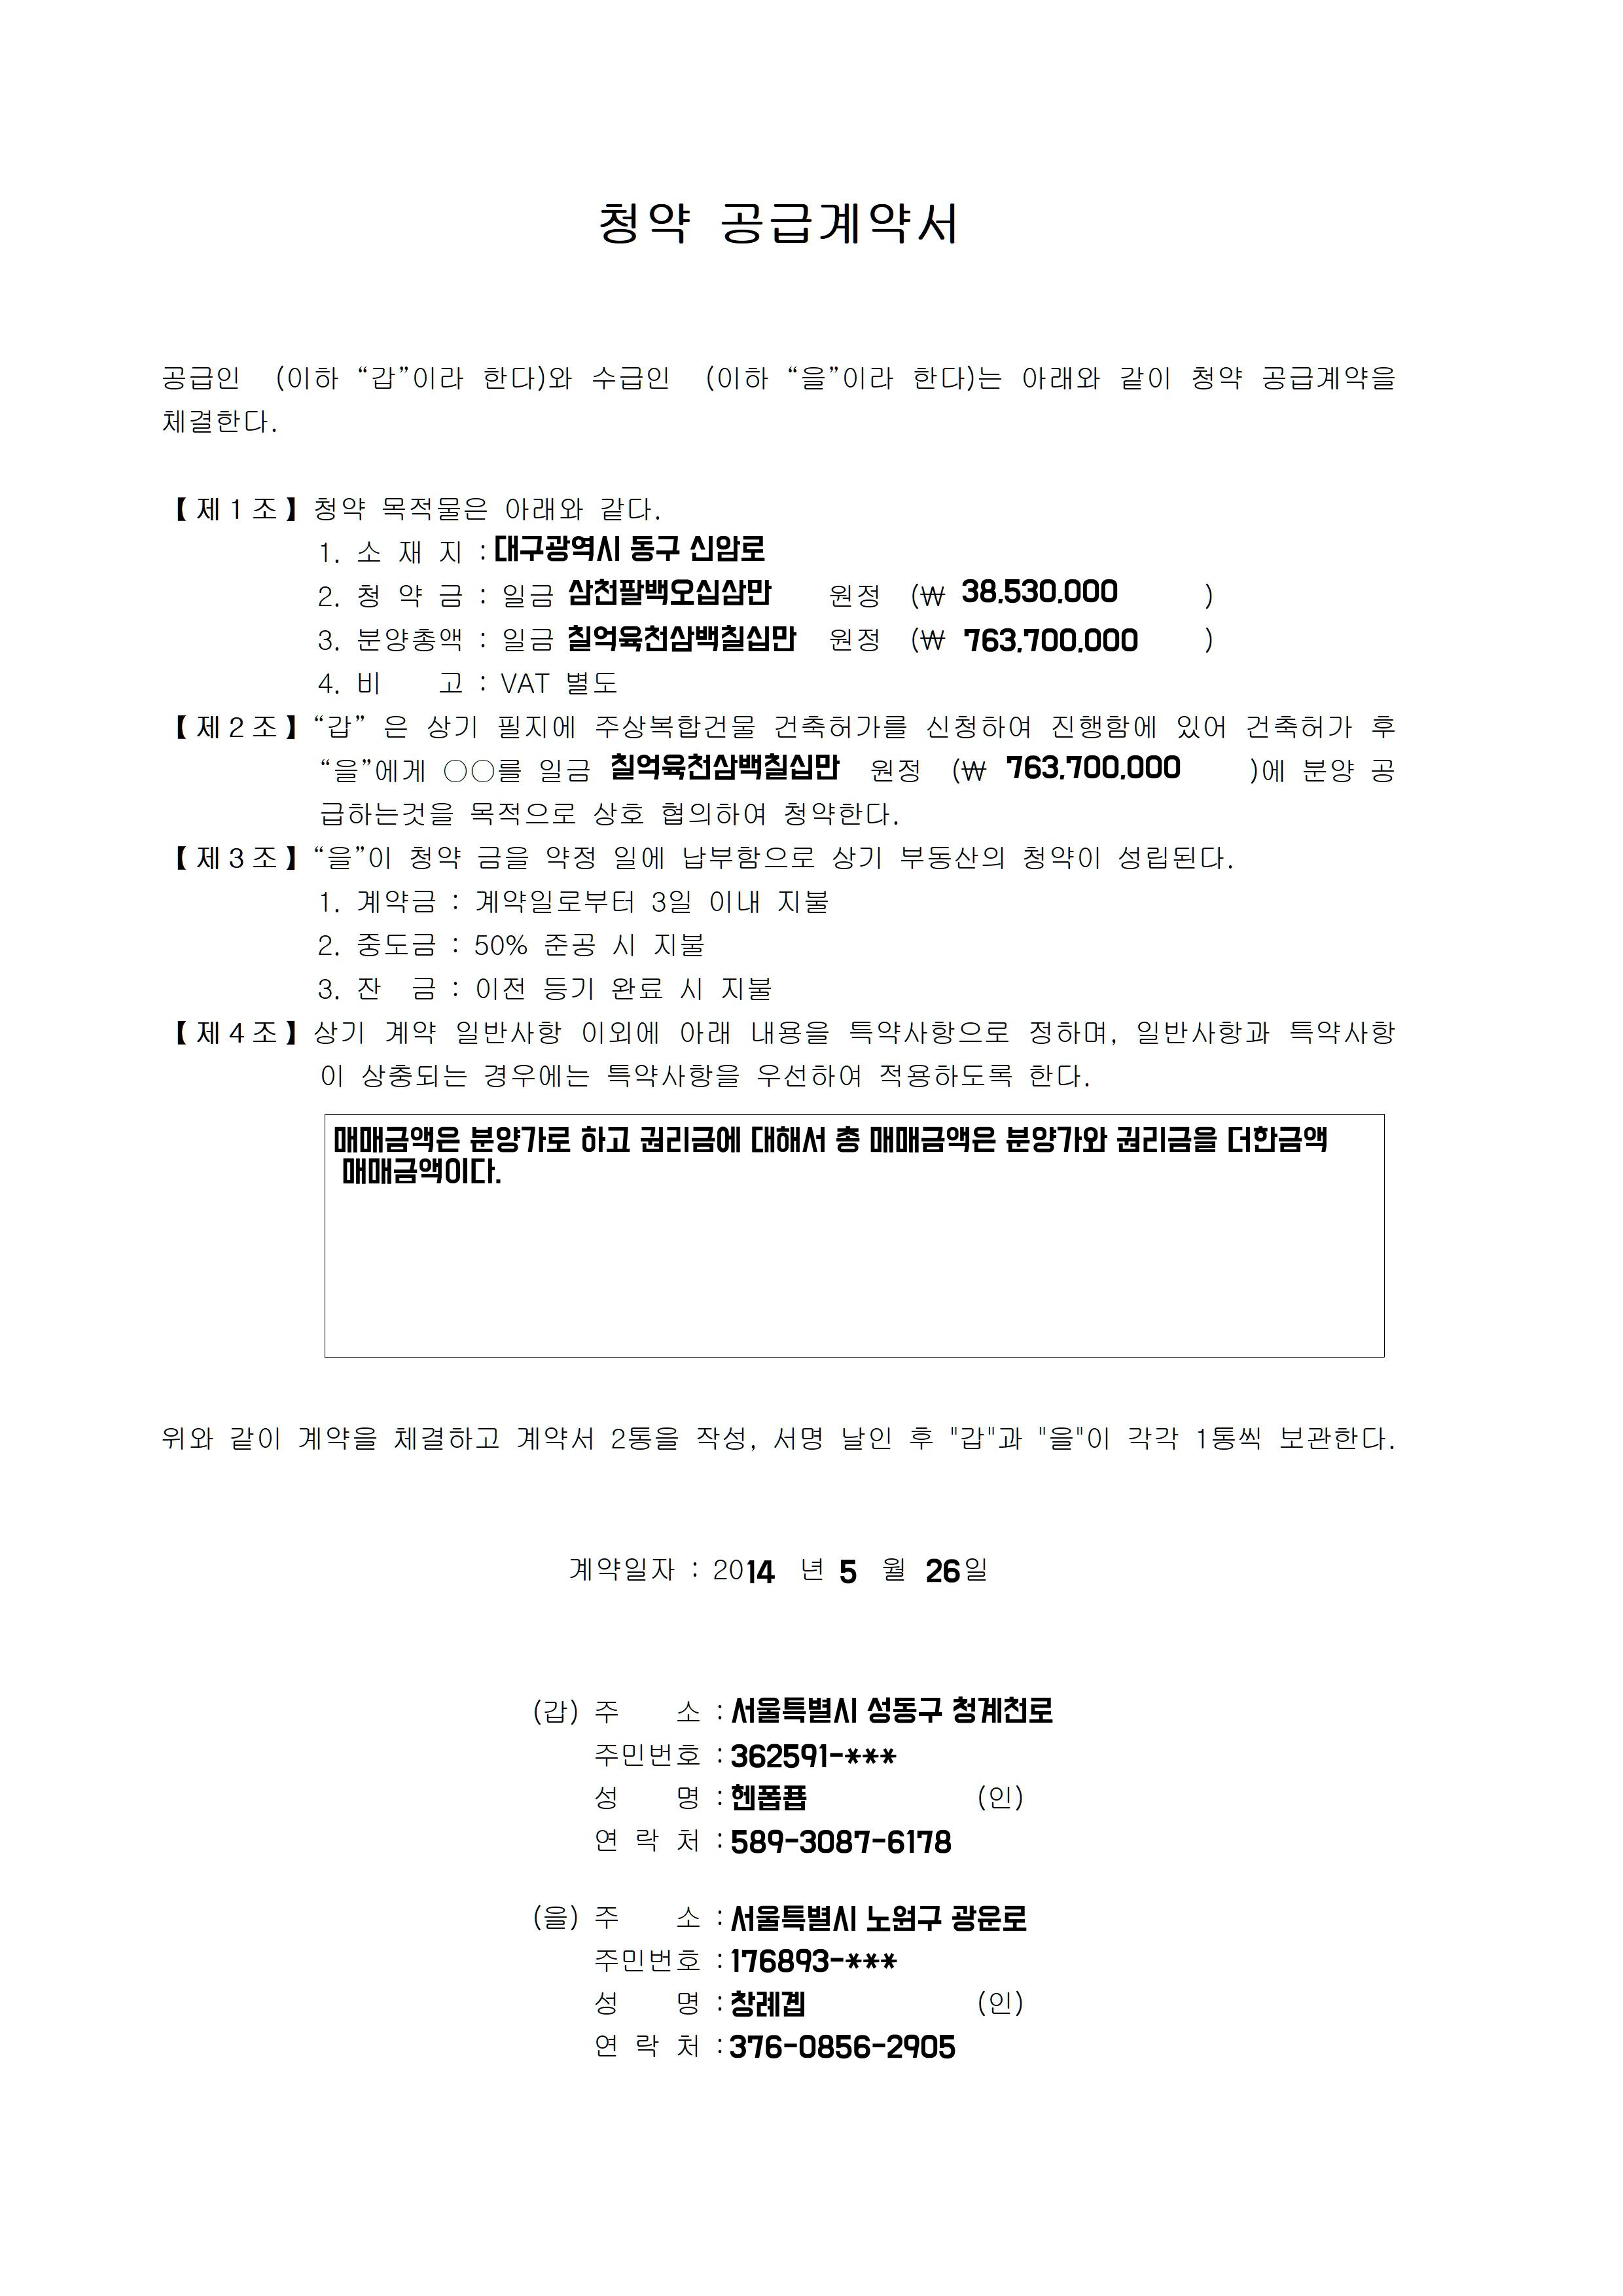 청약 공급계약서
공급인 (이하 “갑”이라 한다)와 수급인 (이하 “을”이라 한다)는 아래와 같이 청약 공급계약을
체결한다.
【제1조】청약 목적물은 아래와 같다.
1. 소 재 지 : 대구광역시 동구 신암로
2. 청 약 금 : 일금 삼천팔백오십삼만 원정 (₩ 38,530,000 )
3. 분양총액 : 일금 칠억육천삼백칠십만 원정 (₩ 763,700,000 )
4. 비 고 : VAT 별도
【제2조】“갑” 은 상기 필지에 주상복합건물 건축허가를 신청하여 진행함에 있어 건축허가 후
“을”에게 ○○를 일금 칠억육천삼백칠십만 원정 (₩ 763,700,000 )에 분양 공
급하는것을 목적으로 상호 협의하여 청약한다.
【제3조】“을”이 청약 금을 약정 일에 납부함으로 상기 부동산의 청약이 성립된다.
1. 계약금 : 계약일로부터 3일 이내 지불
2. 중도금 : 50% 준공 시 지불
3. 잔 금 : 이전 등기 완료 시 지불
【제4조】상기 계약 일반사항 이외에 아래 내용을 특약사항으로 정하며, 일반사항과 특약사항
이 상충되는 경우에는 특약사항을 우선하여 적용하도록 한다.
매매금액은 분양가로 하고 권리금에 대해서 총 매매금액은 분양가와 권리금을 더한금액
매매금액이다.
위와 같이 계약을 체결하고 계약서 2통을 작성, 서명 날인 후 "갑"과 "을"이 각각 1통씩 보관한다.
계약일자 : 2014 년 5 월 26일
(갑) 주 소 : 서울특별시 성동구 청계천로
주민번호 : 362591-***
성 명 : 헨폽푭 (인)
연 락 처 : 589-3087-6178
(을) 주 소 : 서울특별시 노원구 광운로
주민번호 : 176893-***
성 명 : 창례곕 (인)
연 락 처 : 376-0856-2905